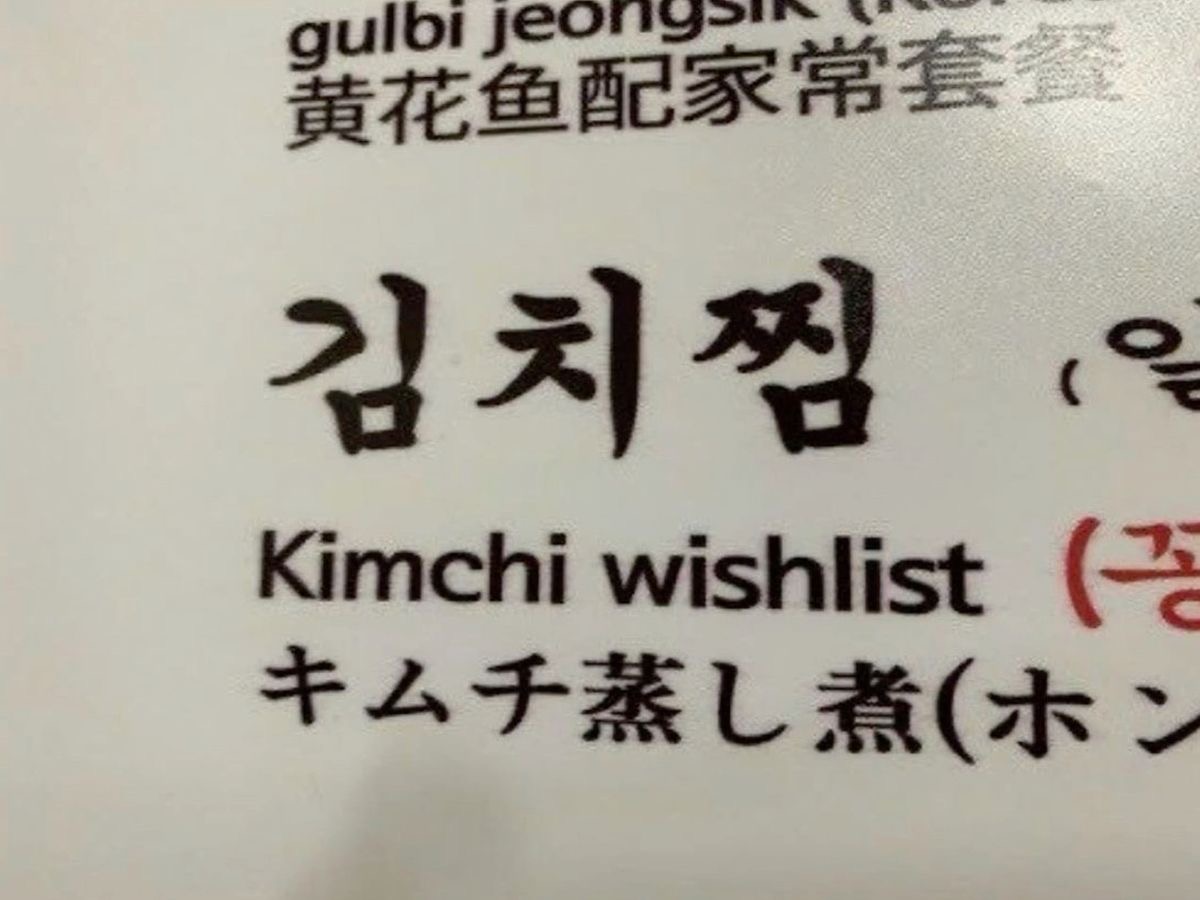 gulbi jeongsik
黄花鱼配家常套餐
김치찜
Kimchi wishlist
キムチ蒸し煮(ホン